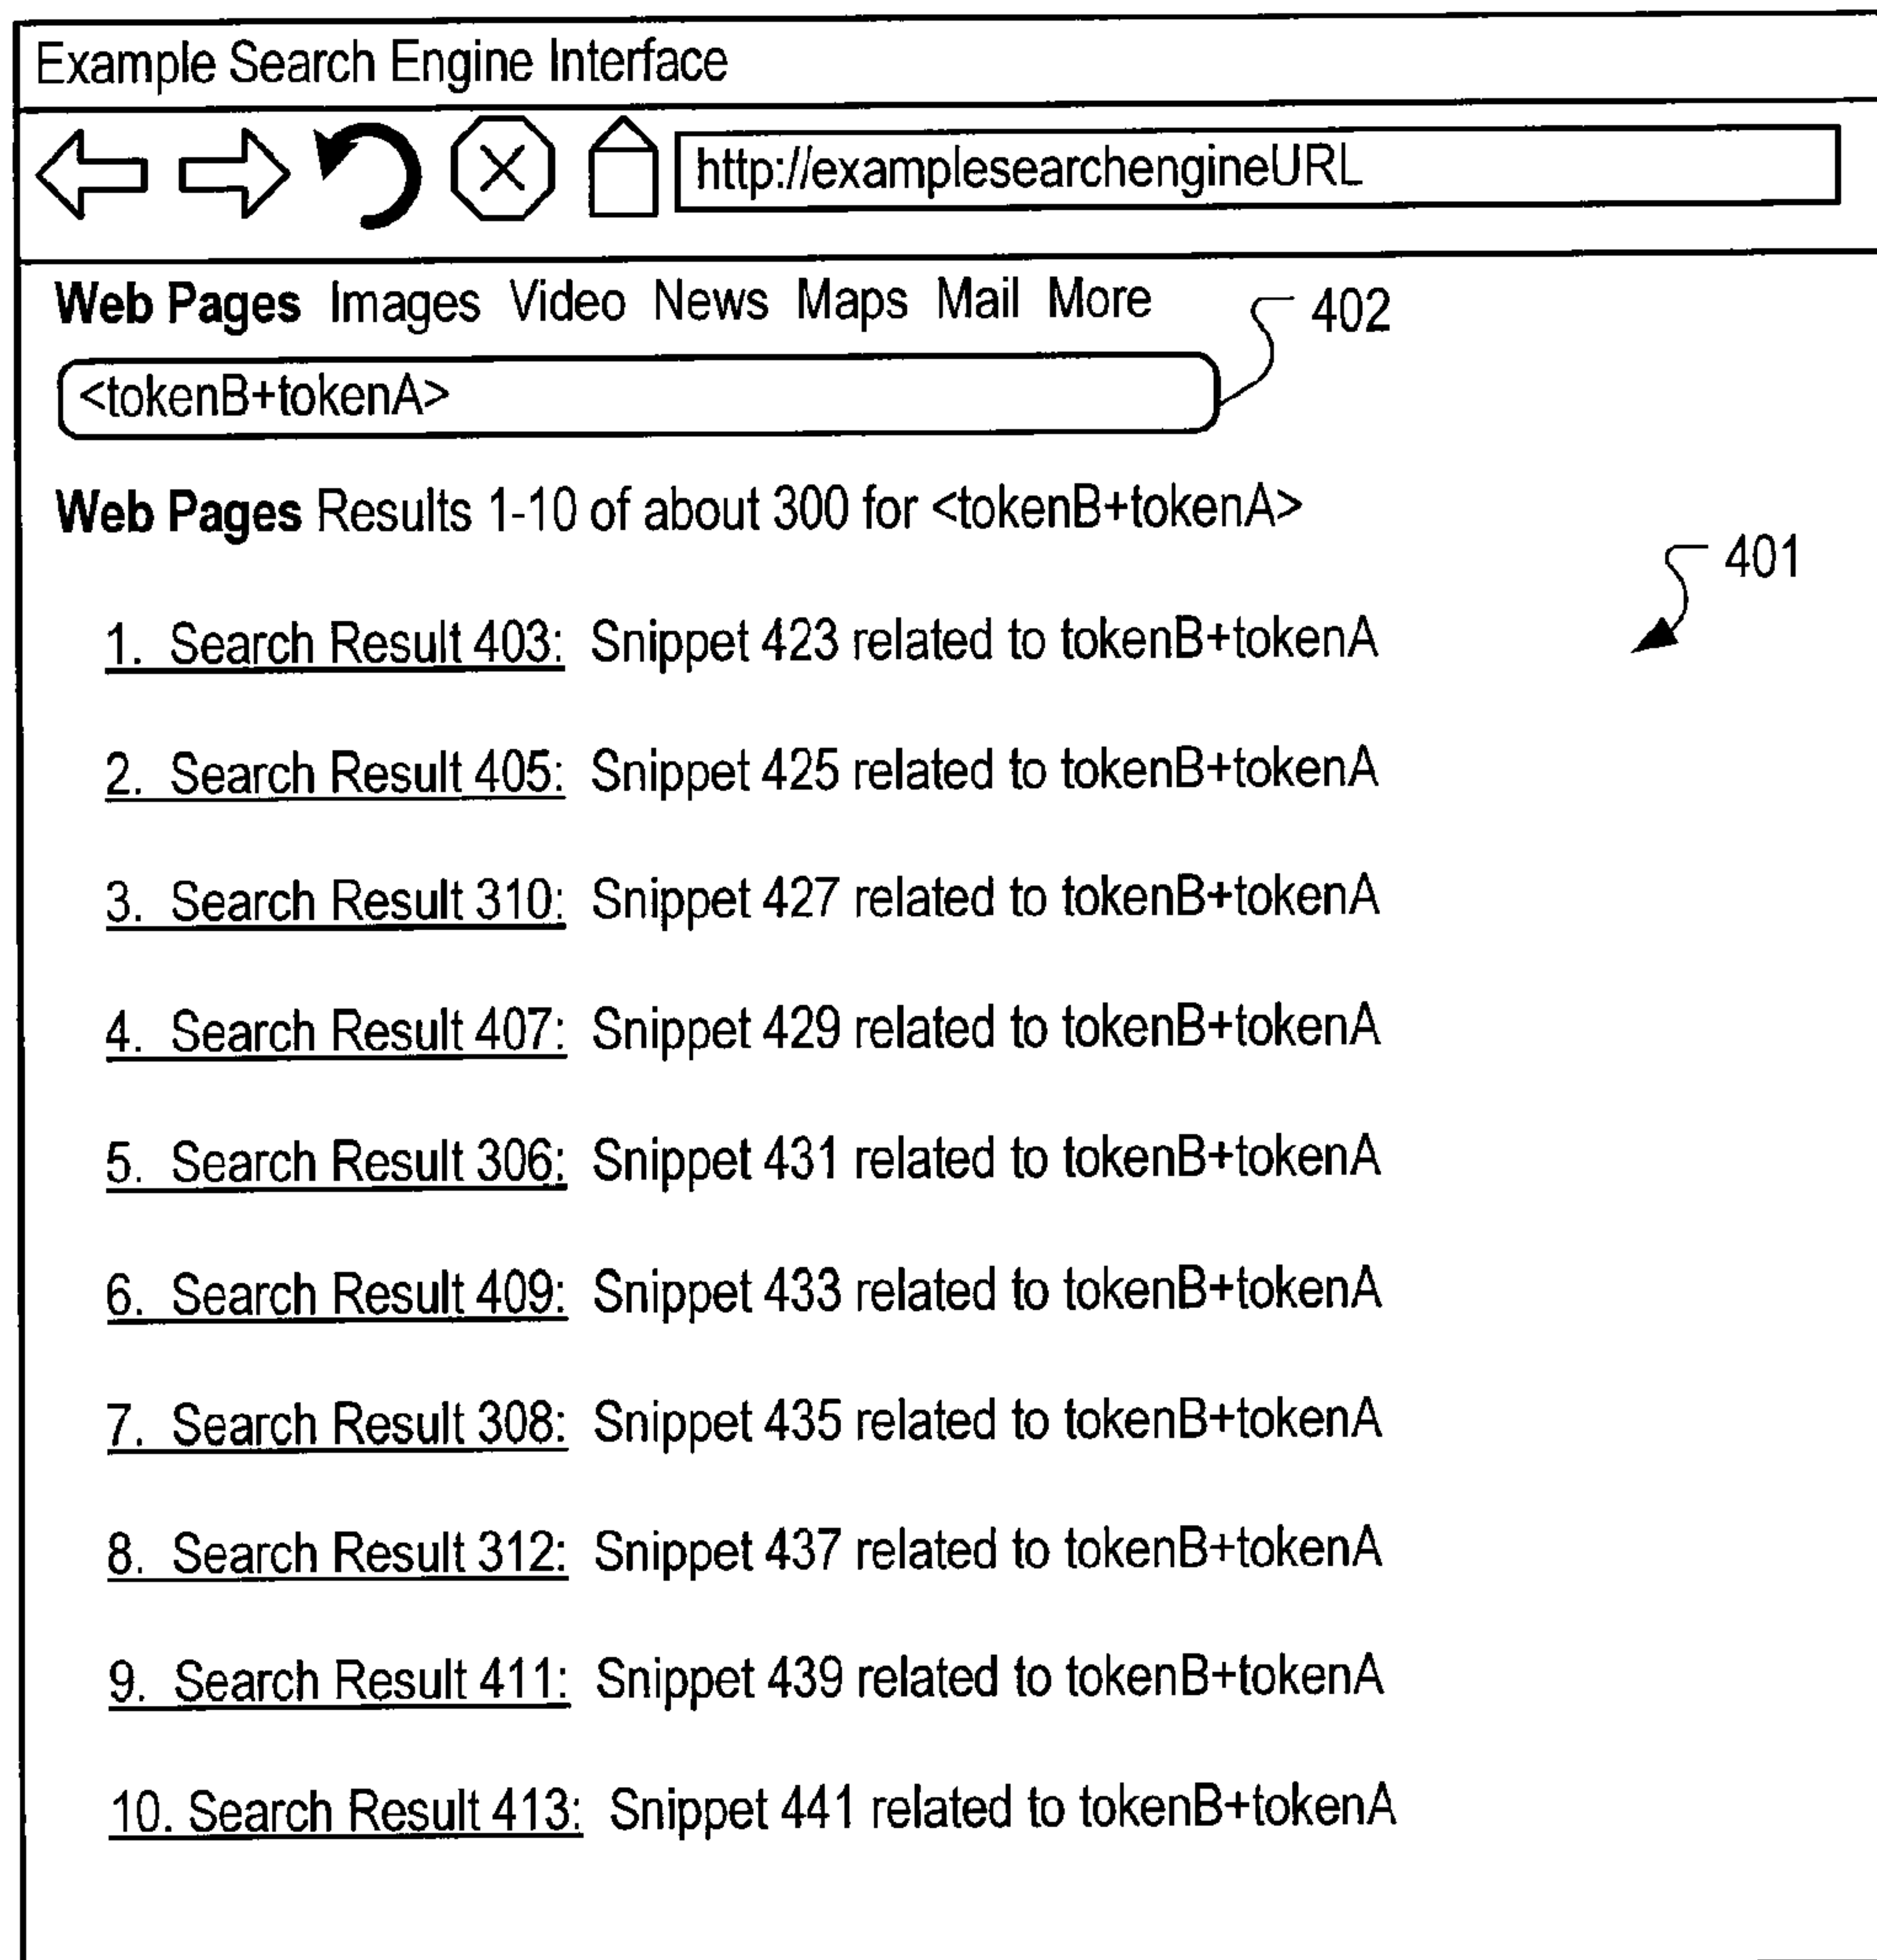 Example Search Engine Interface
http://examplesearchengineURL
Web Pages Images Video News Maps Mail More
402
<tokenB+tokenA>
Web Pages Results 1-10 of about 300 for <tokenB+tokenA>
401
1. Search Result 403: Snippet 423 related to tokenB+tokenA
2. Search Result 405: Snippet 425 related to tokenB+tokenA
3. Search Result 310: Snippet 427 related to tokenB+tokenA
4. Search Result 407: Snippet 429 related to tokenB+tokenA
5. Search Result 306: Snippet 431 related to tokenB+tokenA
6. Search Result 409: Snippet 433 related to tokenB+tokenA
7. Search Result 308: Snippet 435 related to tokenB+tokenA
8. Search Result 312: Snippet 437 related to tokenB+tokenA
9. Search Result 411: Snippet 439 related to tokenB+tokenA
10. Search Result 413: Snippet 441 related to tokenB+tokenA